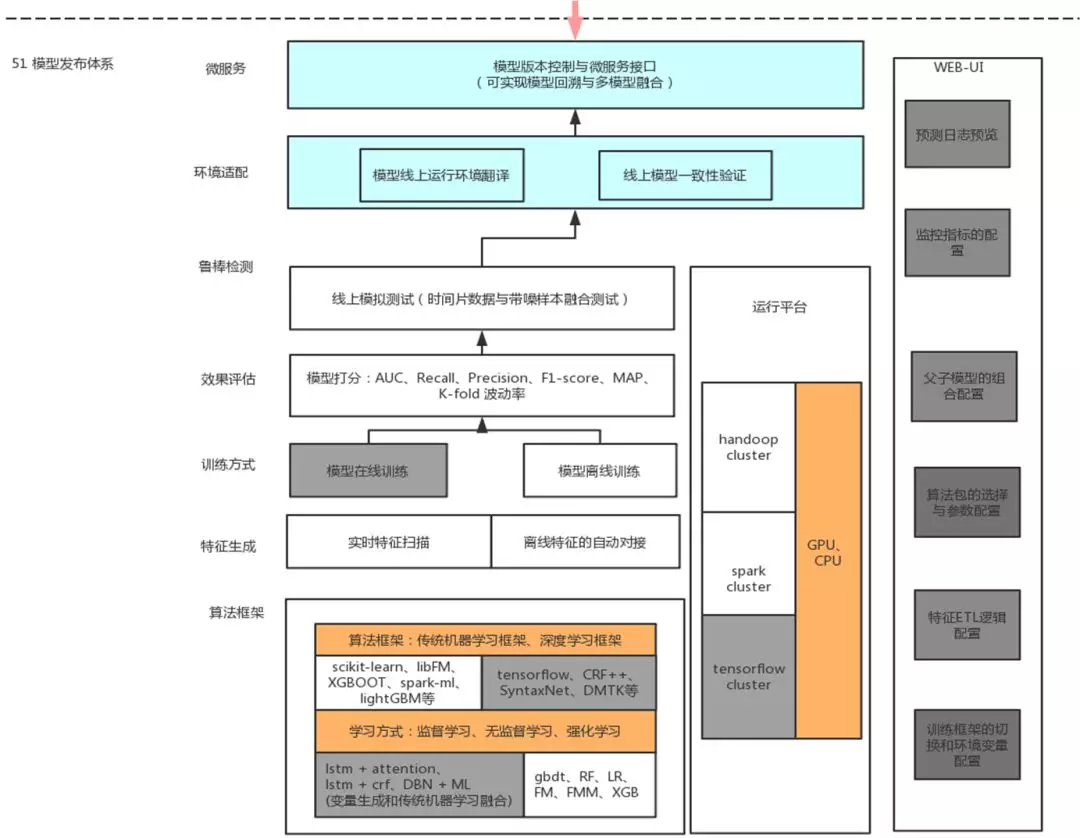 51 模型发布体系
微服务
模型版本控制与微服务接口
（可实现模型回溯与多模型融合）
环境适配
模型线上运行环境翻译
线上模型一致性验证
鲁棒检测
线上模拟测试（时间片数据与带噪样本融合测试）
效果评估
模型打分：AUC、Recall、Precision、F1-score、MAP、
K-fold 波动率
训练方式
模型在线训练
模型离线训练
特征生成
实时特征扫描
离线特征的自动对接
算法框架
算法框架：传统机器学习框架、深度学习框架
scikit-learn、libFM、
XGBOOT、spark-ml、
lightGBM等
tensorflow、CRF++、
SyntaxNet、DMTK等
学习方式：监督学习、无监督学习、强化学习
lstm + attention、
lstm + crf、DBN + ML
(变量生成和传统机器学习融合)
gbdt、RF、LR、
FM、FMM、XGB
运行平台
handoop
cluster
spark
cluster
tensorflow
cluster
GPU、
CPU
WEB-UI
预测日志预览
监控指标的配
置
父子模型的组
合配置
算法包的选择
与参数配置
特征ETL逻辑
配置
训练框架的切
换和环境变量
配置